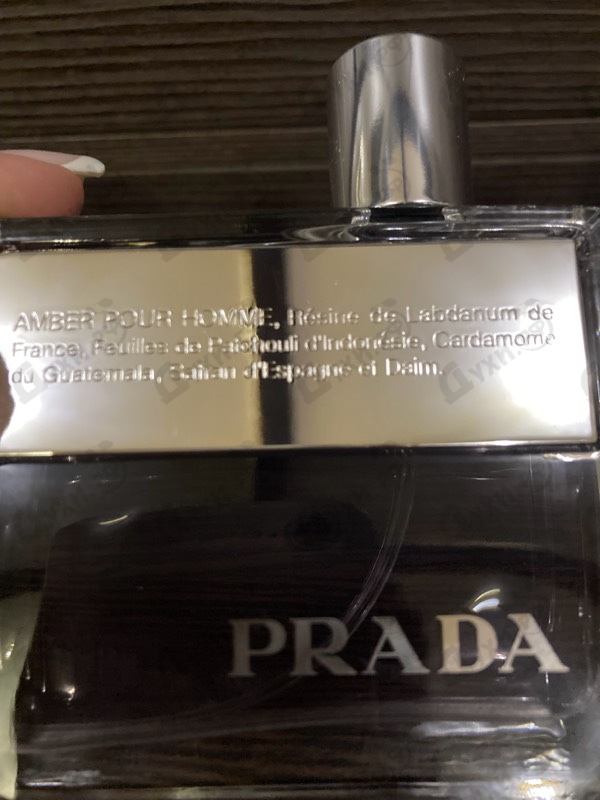 AMBER POUR HOMME, Résine de Labdanum de
France, Feuilles de Patchouli d'Indonésie, Cardamome
du Guatemala, Safran d'Espagne et Daim.
PRADA